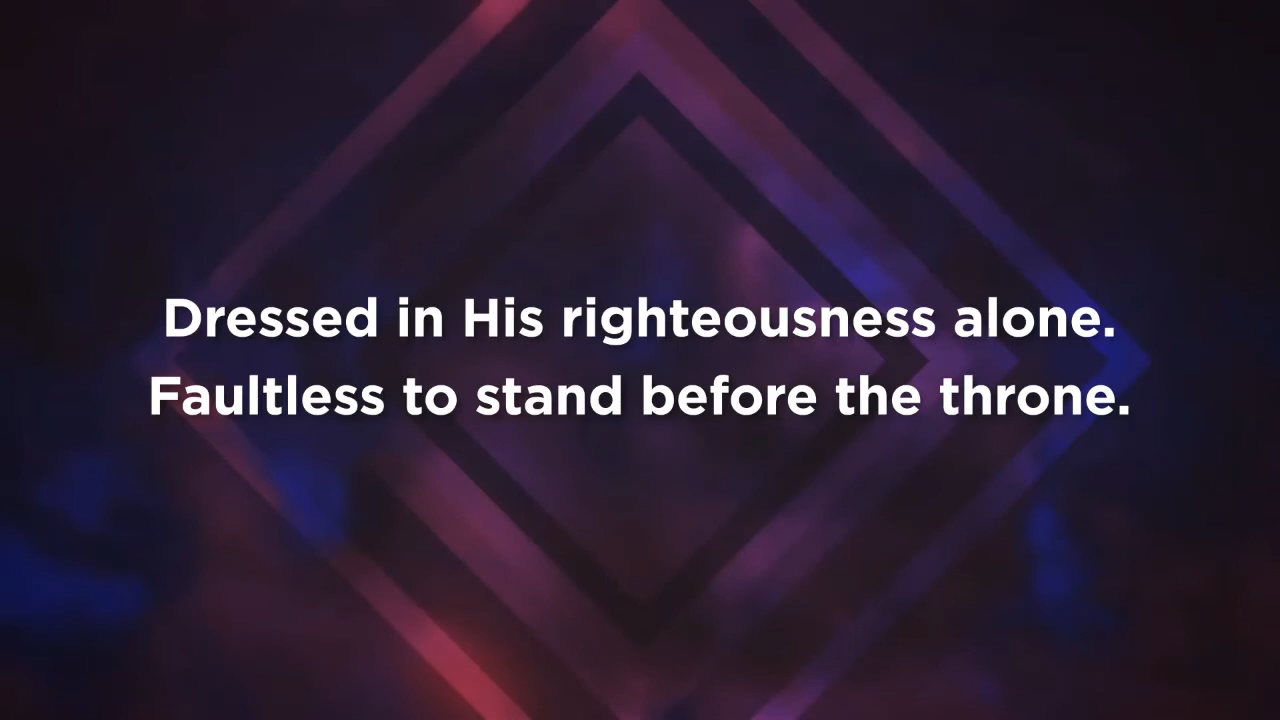 Dressed in His righteousness alone.
Faultless to stand before the throne.